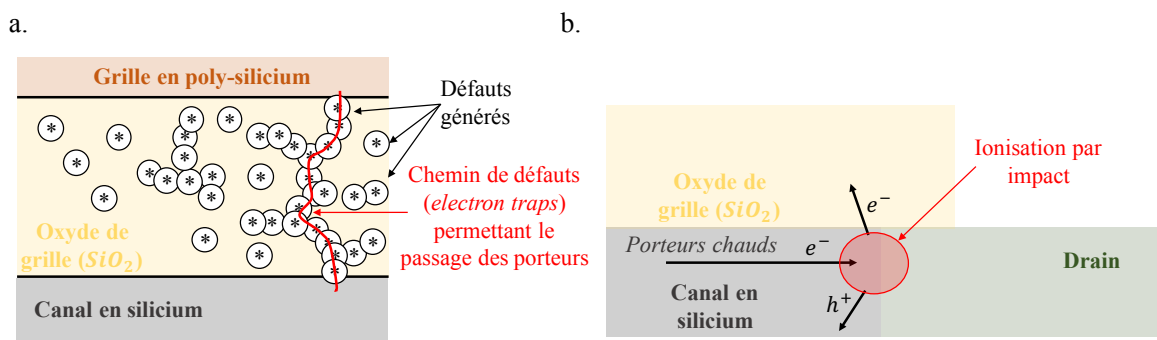 a.
Grille en poly-silicium
Défauts
générés
Chemin de défauts
(electron traps)
permettant le
passage des porteurs
Oxyde de
grille (SiO₂)
Canal en silicium
b.
Ionisation par
impact
Oxyde de
grille (SiO₂)
e⁻
Porteurs chauds
e⁻
Drain
Canal en
silicium
h⁺